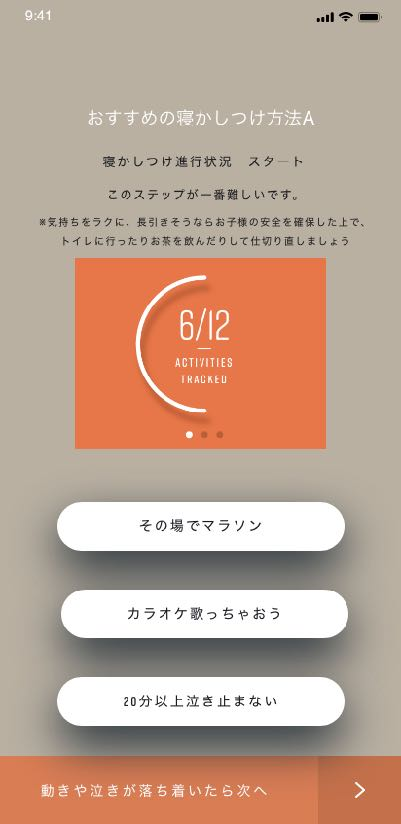 9:41
おすすめの寝かしつけ方法A
寝かしつけ進行状況　スタート
このステップが一番難しいです。
※気持ちをラクに、長引きそうならお子様の安全を確保した上で、
トイレに行ったりお茶を飲んだりして仕切り直しましょう
6/12
ACTIVITIES
TRACKED
その場でマラソン
カラオケ歌っちゃおう
20分以上泣き止まない
動きや泣きが落ち着いたら次へ